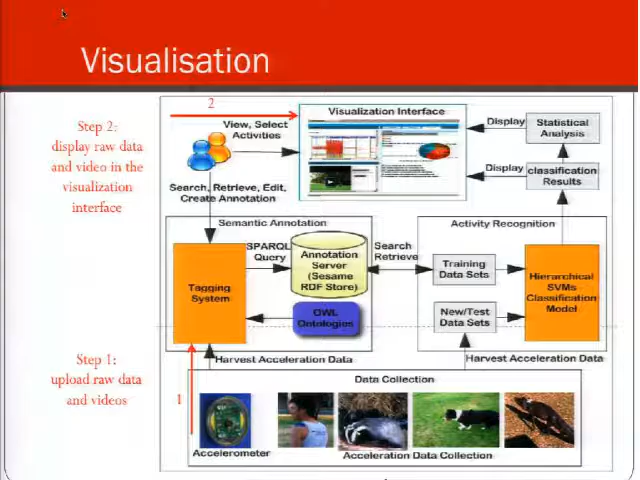 Visualisation
2
Step 2:
display raw data
and video in the
visualization
interface
View, Select
Activities
Visualization Interface
Display
Statistical
Analysis
Display
classification
Results
Search, Retrieve, Edit,
Create Annotation
Semantic Annotation
Activity Recognition
SPARQL
Query
Annotation
Server
(Sesame
RDF Store)
Search
Retrieve
Tagging
System
Training
Data Sets
Hierarchical
SVMs
Classification
Model
OWL
Ontologies
New/Test
Data Sets
Step 1:
upload raw data
and videos
1
Harvest Acceleration Data
Harvest Acceleration Data
Data Collection
Accelerometer
Acceleration Data Collection